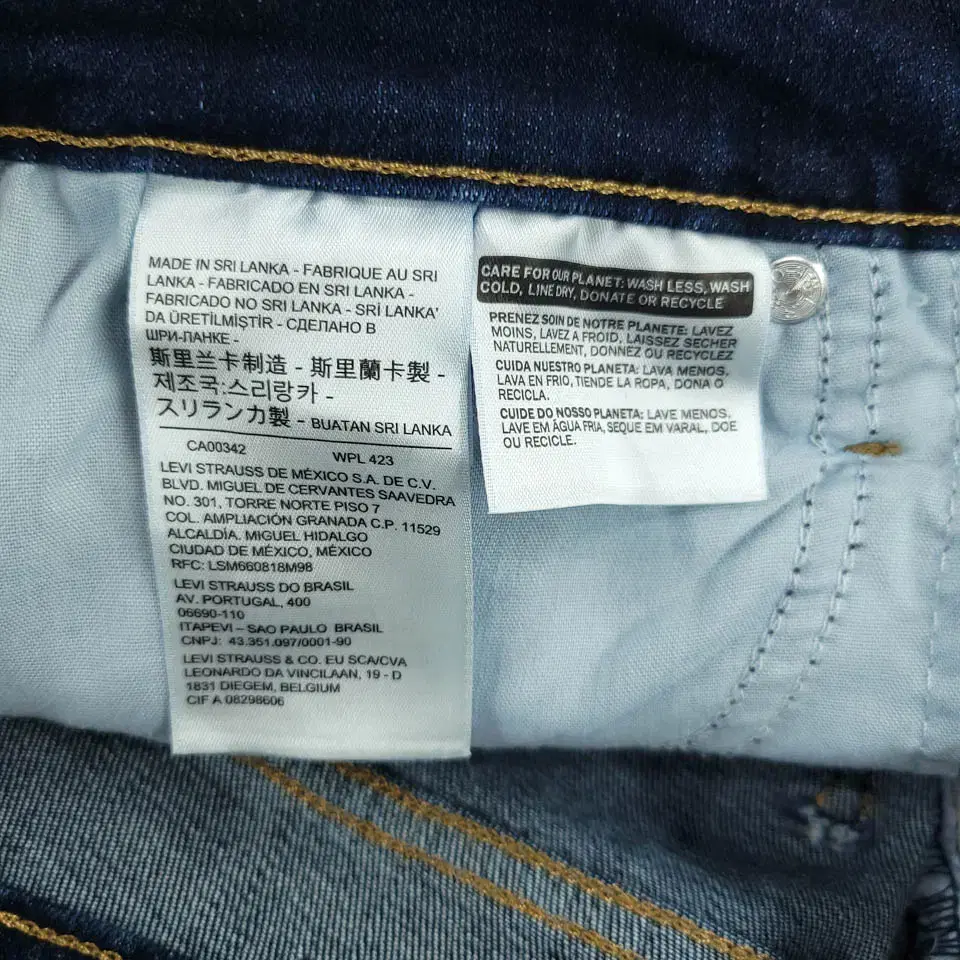 MADE IN SRI LANKA - FABRIQUE AU SRI
LANKA - FABRICADO EN SRI LANKA -
FABRICADO NO SRI LANKA - SRİ LANKA'
DA ÜRETİLMİŞTİR - СДЕЛАНО В
ШРИ-ЛАНКЕ -
斯里兰卡制造 - 斯里蘭卡製 -
제조국:스리랑카 -
スリランカ製 - BUATAN SRI LANKA
CA00342 WPL 423
LEVI STRAUSS DE MÉXICO S.A. DE C.V.
BLVD. MIGUEL DE CERVANTES SAAVEDRA
NO. 301, TORRE NORTE PISO 7
COL. AMPLIACIÓN GRANADA C.P. 11529
ALCALDÍA. MIGUEL HIDALGO
CIUDAD DE MÉXICO, MÉXICO
RFC: LSM660818M98
LEVI STRAUSS DO BRASIL
AV. PORTUGAL, 400
06690-110
ITAPEVI – SAO PAULO BRASIL
CNPJ: 43.351.097/0001-90
LEVI STRAUSS & CO. EU SCA/CVA
LEONARDO DA VINCILAAN, 19 - D
1831 DIEGEM, BELGIUM
CIF A 08298606
CARE FOR OUR PLANET: WASH LESS, WASH
COLD, LINE DRY, DONATE OR RECYCLE
PRENEZ SOIN DE NOTRE PLANETE: LAVEZ
MOINS, LAVEZ A FROID, LAISSEZ SECHER
NATURELLEMENT, DONNEZ OU RECYCLEZ
CUIDA NUESTRO PLANETA: LAVA MENOS,
LAVA EN FRIO, TIENDE LA ROPA, DONA O
RECICLA.
CUIDE DO NOSSO PLANETA: LAVE MENOS,
LAVE EM ÁGUA FRIA, SEQUE EM VARAL, DOE
OU RECICLE.